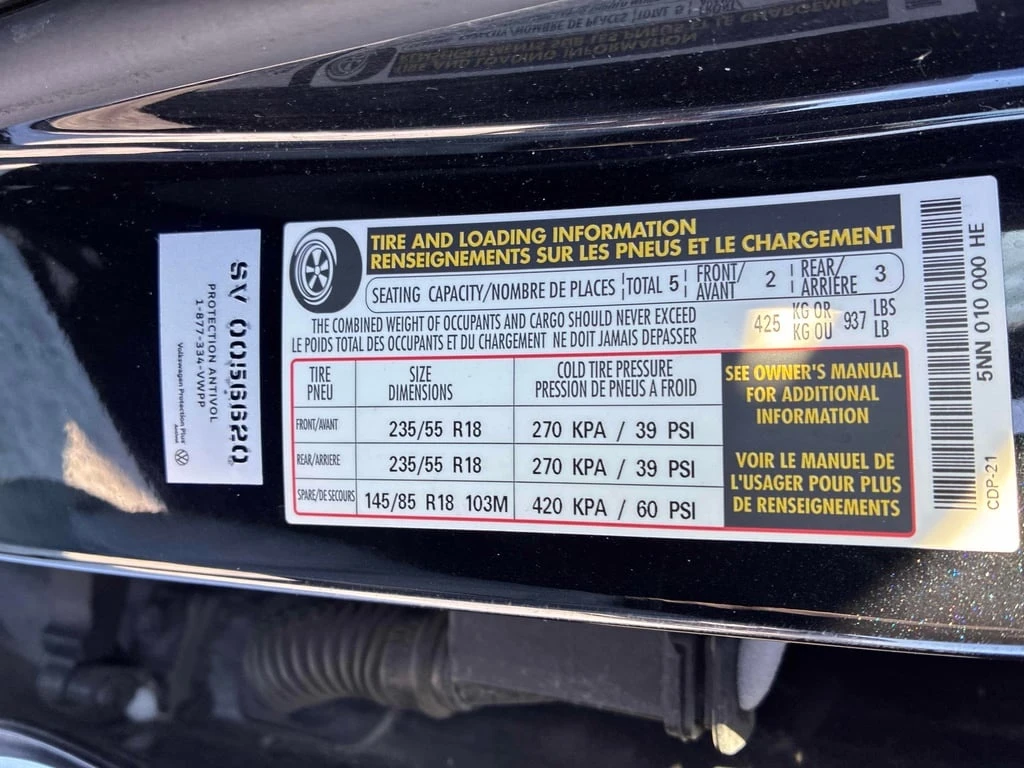 SV 0056620
PROTECTION ANTIVOL
1-877-334-VWPP
Volkswagen Protection Plus
TIRE AND LOADING INFORMATION
RENSEIGNEMENTS SUR LES PNEUS ET LE CHARGEMENT
SEATING CAPACITY/NOMBRE DE PLACES TOTAL 5 FRONT/AVANT 2 REAR/ARRIÈRE 3
THE COMBINED WEIGHT OF OCCUPANTS AND CARGO SHOULD NEVER EXCEED
LE POIDS TOTAL DES OCCUPANTS ET DU CHARGEMENT NE DOIT JAMAIS DEPASSER
425 KG OR KG OU 937 LBS LB
TIRE PNEU SIZE DIMENSIONS COLD TIRE PRESSURE PRESSION DE PNEUS A FROID
FRONT/AVANT 235/55 R18 270 KPA / 39 PSI
REAR/ARRIERE 235/55 R18 270 KPA / 39 PSI
SPARE/DE SECOURS 145/85 R18 103M 420 KPA / 60 PSI
SEE OWNER'S MANUAL
FOR ADDITIONAL
INFORMATION
VOIR LE MANUEL DE
L'USAGER POUR PLUS
DE RENSEIGNEMENTS
5NN 010 000 HE
CDP-21